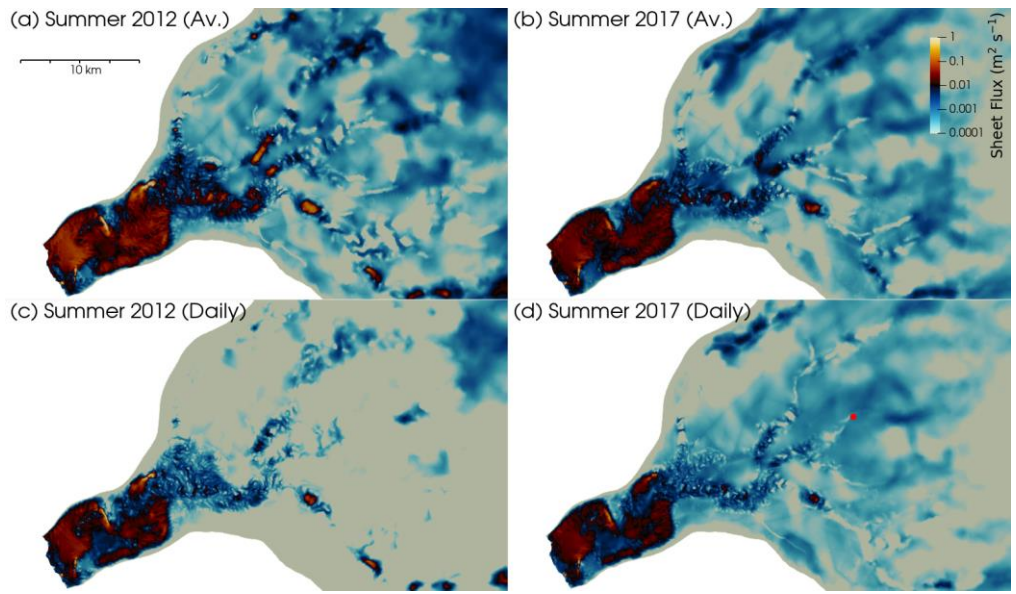 (a) Summer 2012 (Av.)
10 km
(b) Summer 2017 (Av.)
1
0.1
0.01
0.001
0.0001
Sheet Flux (m² s⁻¹)
(c) Summer 2012 (Daily)
(d) Summer 2017 (Daily)